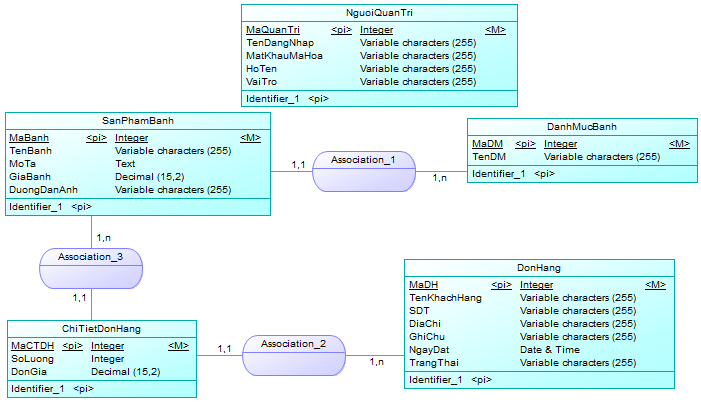 NguoiQuanTri
MaQuanTri <pi> Integer <M>
TenDangNhap Variable characters (255)
MatKhauMaHoa Variable characters (255)
HoTen Variable characters (255)
VaiTro Variable characters (255)
Identifier_1 <pi>
SanPhamBanh
MaBanh <pi> Integer <M>
TenBanh Variable characters (255)
MoTa Text
GiaBanh Decimal (15,2)
DuongDanAnh Variable characters (255)
Identifier_1 <pi>
1,1
Association_1
1,n
DanhMucBanh
MaDM <pi> Integer <M>
TenDM Variable characters (255)
Identifier_1 <pi>
1,n
Association_3
1,1
ChiTietDonHang
MaCTDH <pi> Integer <M>
SoLuong Integer
DonGia Decimal (15,2)
Identifier_1 <pi>
1,1
Association_2
1,n
DonHang
MaDH <pi> Integer <M>
TenKhachHang Variable characters (255)
SDT Variable characters (255)
DiaChi Variable characters (255)
GhiChu Variable characters (255)
NgayDat Date & Time
TrangThai Variable characters (255)
Identifier_1 <pi>